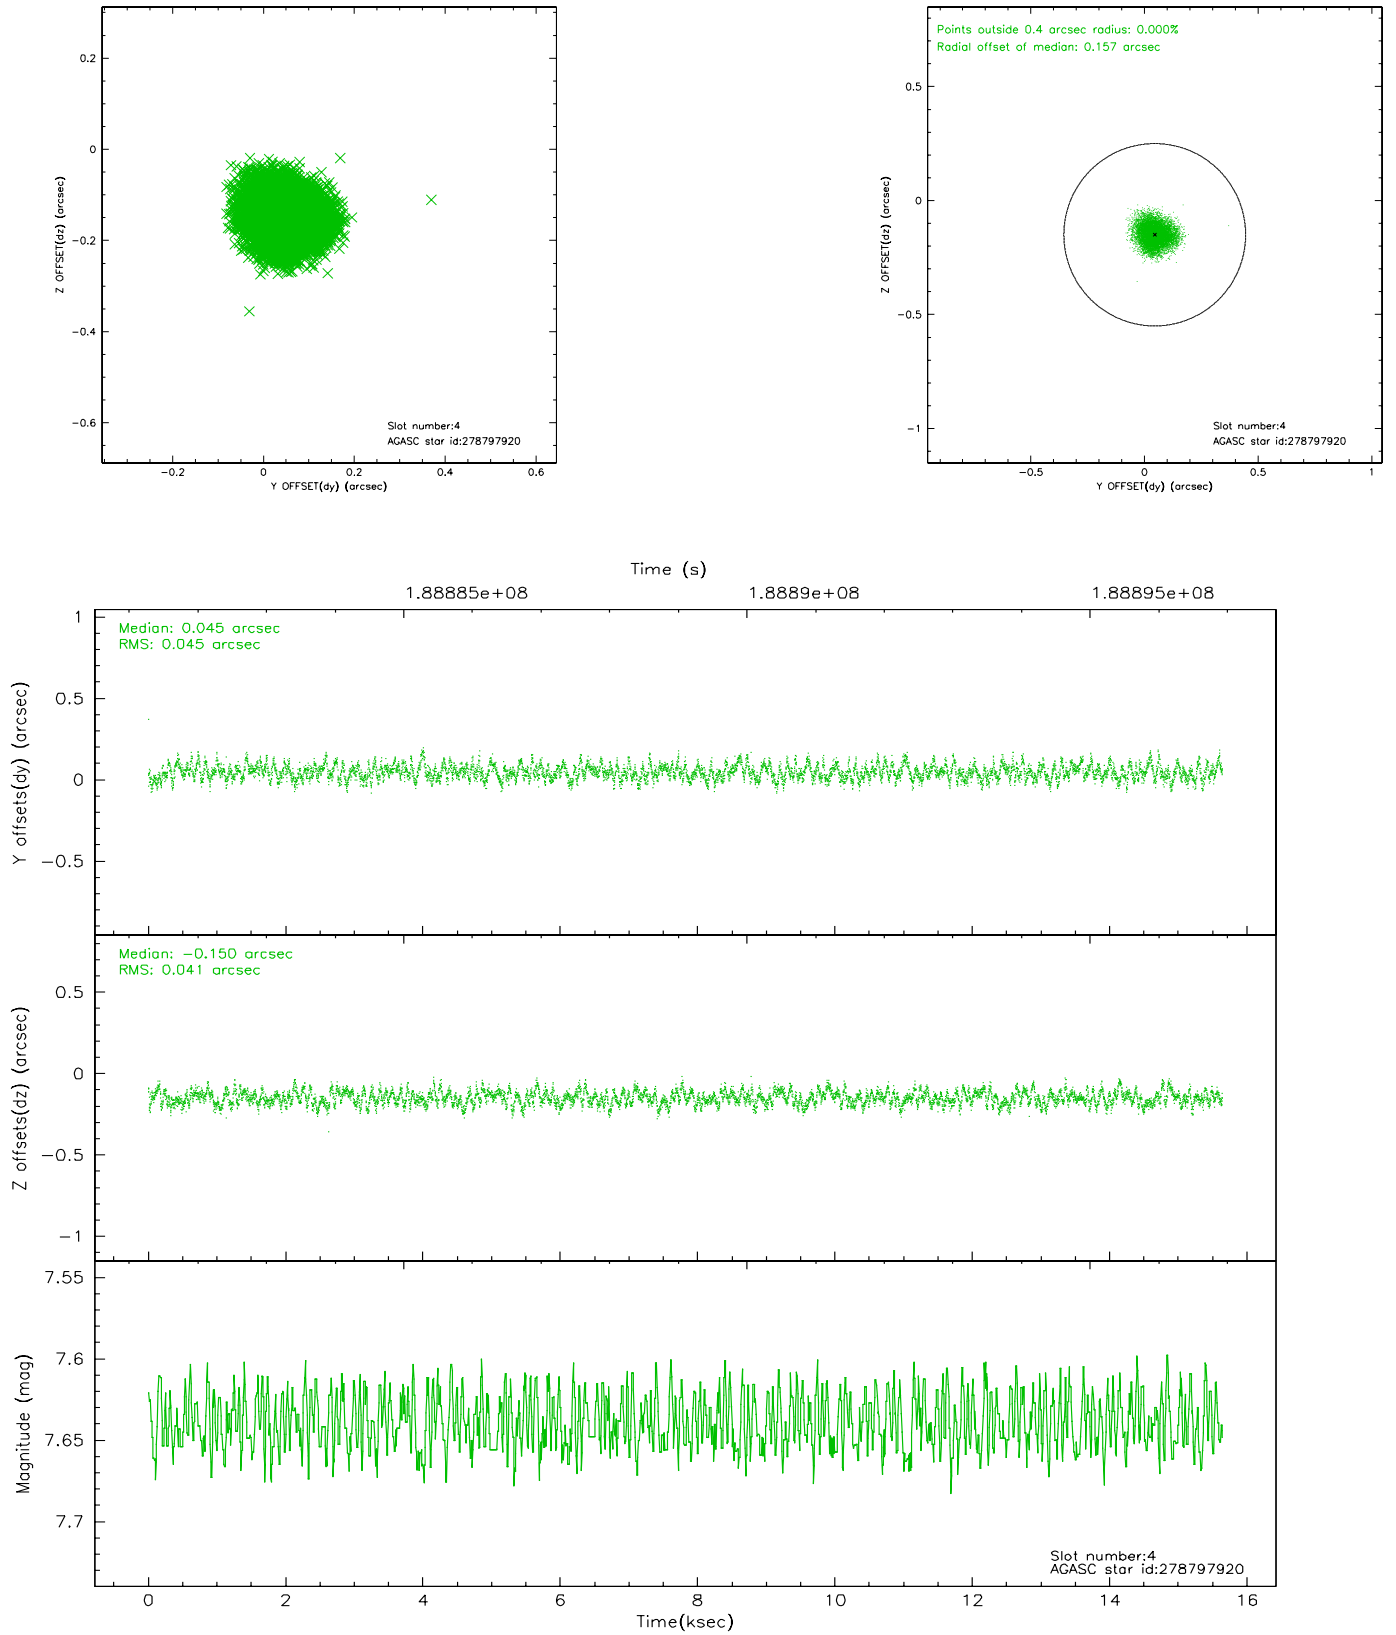 0.2
0
−0.2
−0.4
−0.6
Z OFFSET(dz) (arcsec)
Slot number:4
AGASC star id:278797920
−0.2 0 0.2 0.4 0.6
Y OFFSET(dy) (arcsec)
Points outside 0.4 arcsec radius: 0.000%
Radial offset of median: 0.157 arcsec
0.5
0
−0.5
−1
Z OFFSET(dz) (arcsec)
Slot number:4
AGASC star id:278797920
−0.5 0 0.5 1
Y OFFSET(dy) (arcsec)
Time (s)
1.88885e+08 1.8889e+08 1.88895e+08
Median: 0.045 arcsec
RMS: 0.045 arcsec
1
0.5
0
−0.5
Y offsets(dy) (arcsec)
Median: −0.150 arcsec
RMS: 0.041 arcsec
0.5
0
−0.5
−1
Z offsets(dz) (arcsec)
7.55
7.6
7.65
7.7
Magnitude (mag)
Slot number:4
AGASC star id:278797920
0 2 4 6 8 10 12 14 16
Time(ksec)